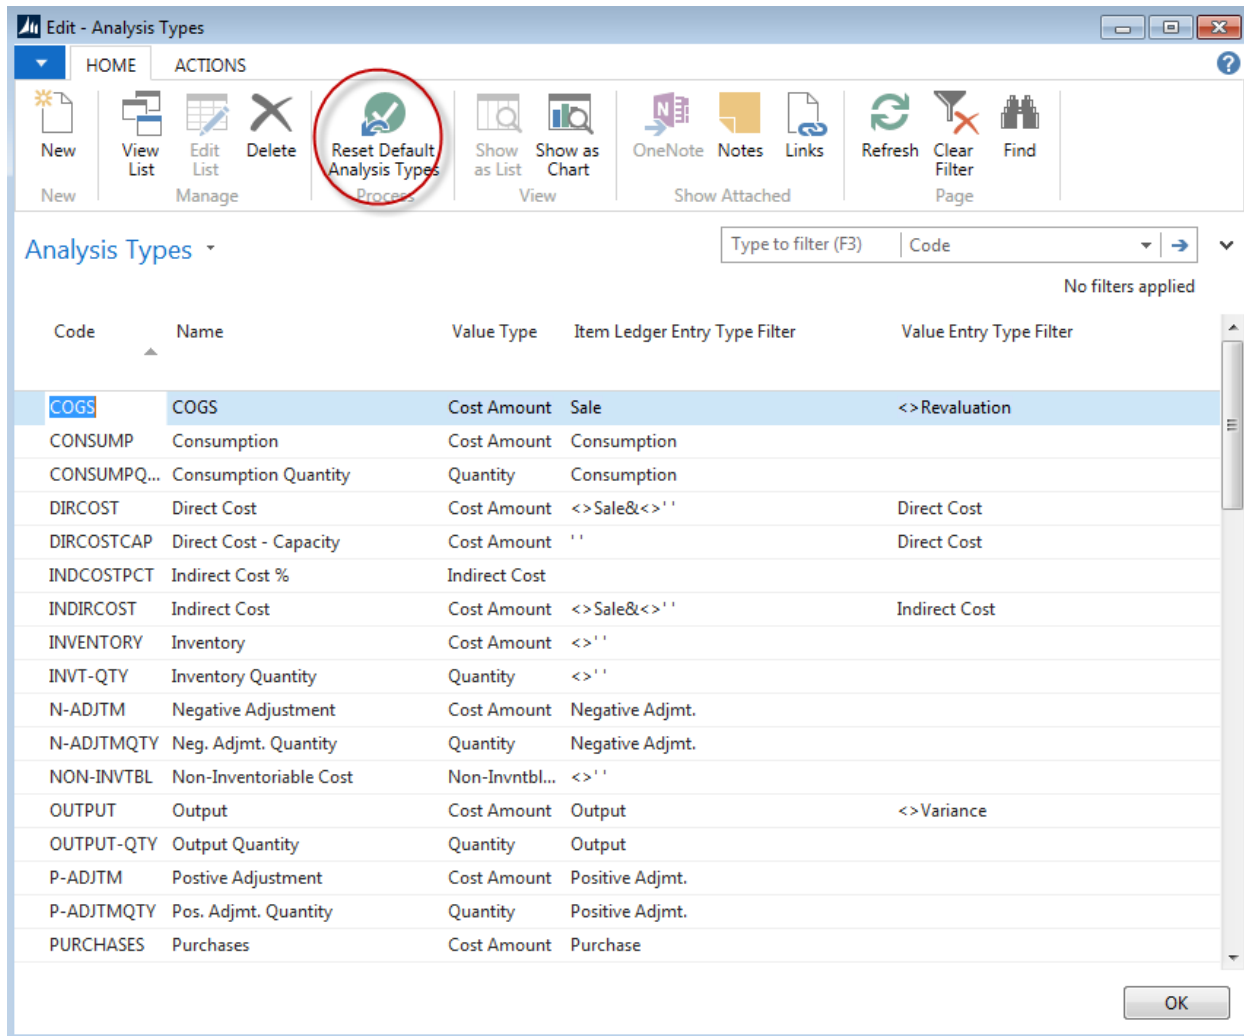 Edit - Analysis Types
HOME ACTIONS
New View List Edit List Delete Reset Default Analysis Types Show as List Show as Chart OneNote Notes Links Refresh Clear Filter Find
New Manage Process View Show Attached Page
Analysis Types Type to filter (F3) Code
No filters applied
Code Name Value Type Item Ledger Entry Type Filter Value Entry Type Filter
COGS COGS Cost Amount Sale <>Revaluation
CONSUMP Consumption Cost Amount Consumption
CONSUMPQ... Consumption Quantity Quantity Consumption
DIRCOST Direct Cost Cost Amount <>Sale&<>' ' Direct Cost
DIRCOSTCAP Direct Cost - Capacity Cost Amount ' ' Direct Cost
INDCOSTPCT Indirect Cost % Indirect Cost
INDIRCOST Indirect Cost Cost Amount <>Sale&<>' ' Indirect Cost
INVENTORY Inventory Cost Amount <>' '
INVT-QTY Inventory Quantity Quantity <>' '
N-ADJTM Negative Adjustment Cost Amount Negative Adjmt.
N-ADJTMQTY Neg. Adjmt. Quantity Quantity Negative Adjmt.
NON-INVTBL Non-Inventoriable Cost Non-Invntbl... <>' '
OUTPUT Output Cost Amount Output <>Variance
OUTPUT-QTY Output Quantity Quantity Output
P-ADJTM Postive Adjustment Cost Amount Positive Adjmt.
P-ADJTMQTY Pos. Adjmt. Quantity Quantity Positive Adjmt.
PURCHASES Purchases Cost Amount Purchase
OK